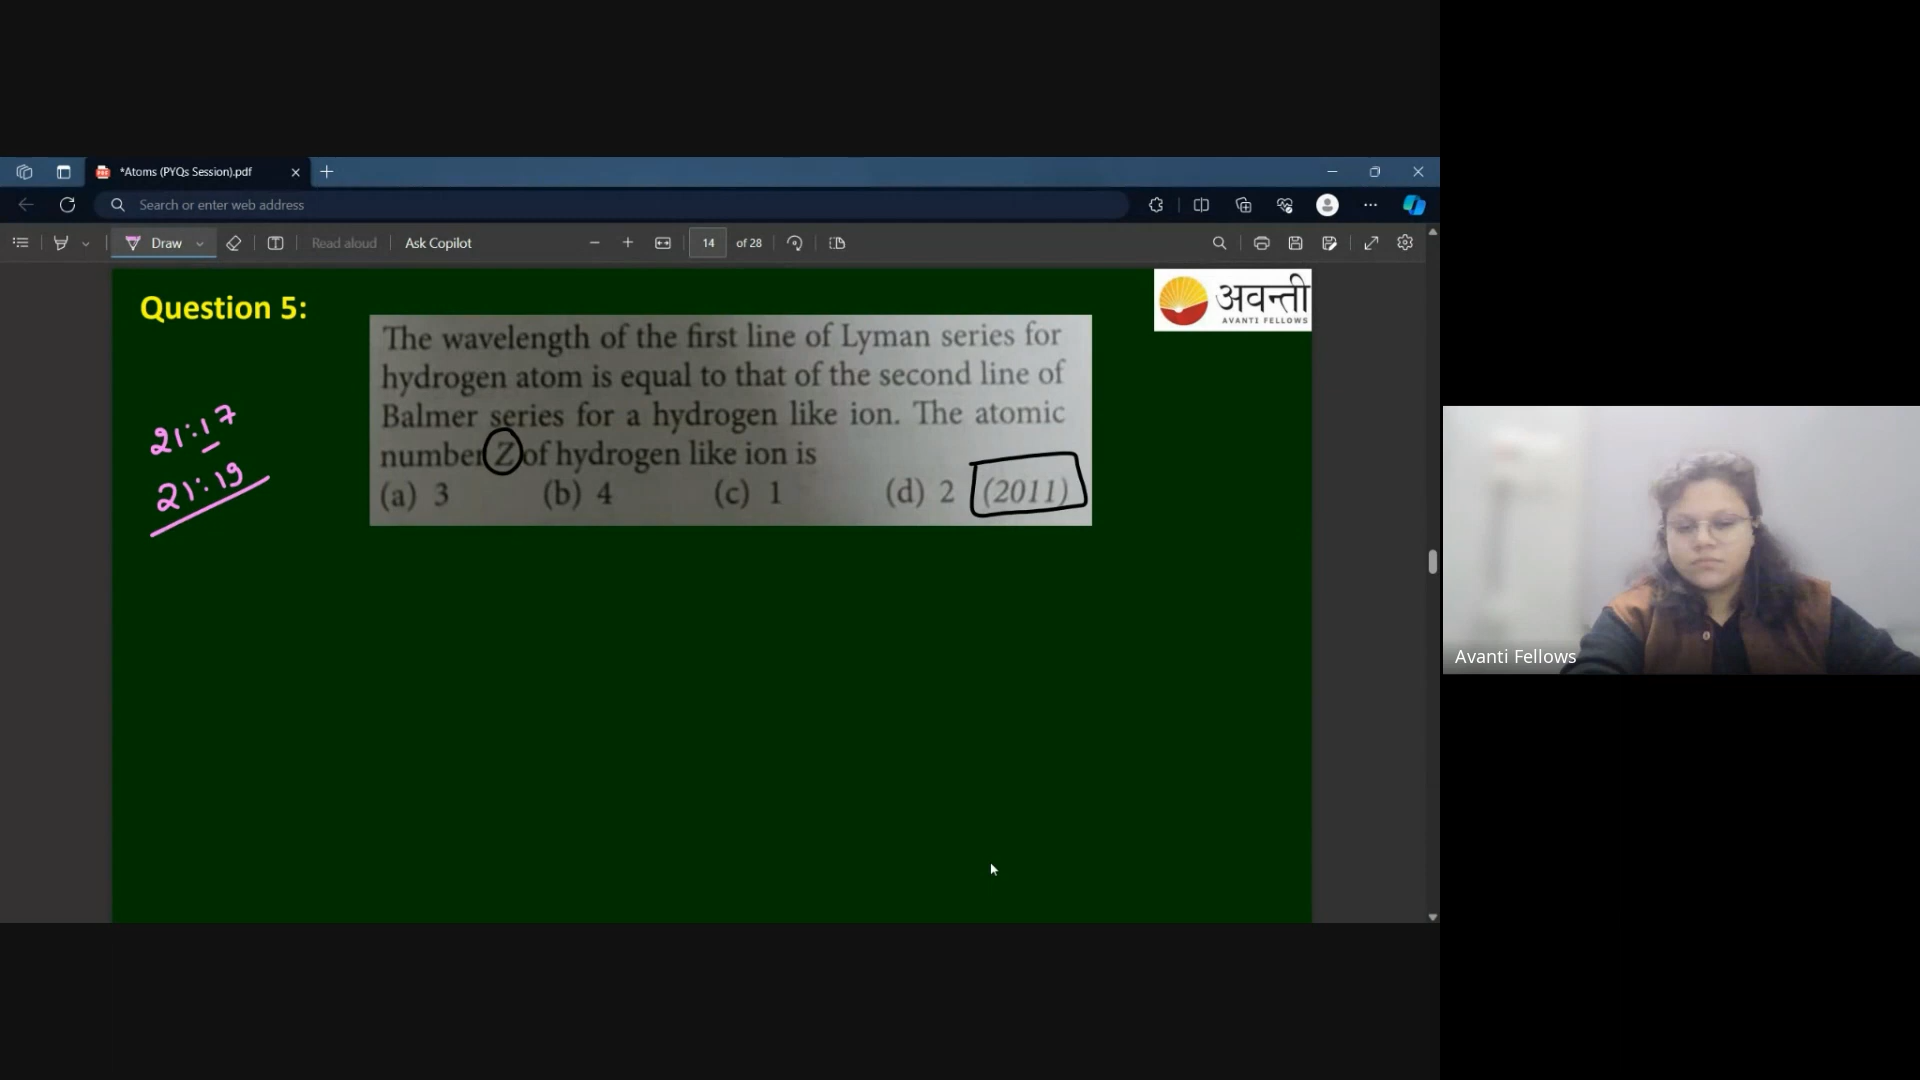 *Atoms (PYQs Session).pdf
Search or enter web address
Draw
Read aloud
Ask Copilot
14
of 28
Question 5:
अवन्ती
AVANTI FELLOWS
The wavelength of the first line of Lyman series for
hydrogen atom is equal to that of the second line of
Balmer series for a hydrogen like ion. The atomic
number Z of hydrogen like ion is
(a) 3 (b) 4 (c) 1 (d) 2 (2011)
21:17
21:19
Avanti Fellows